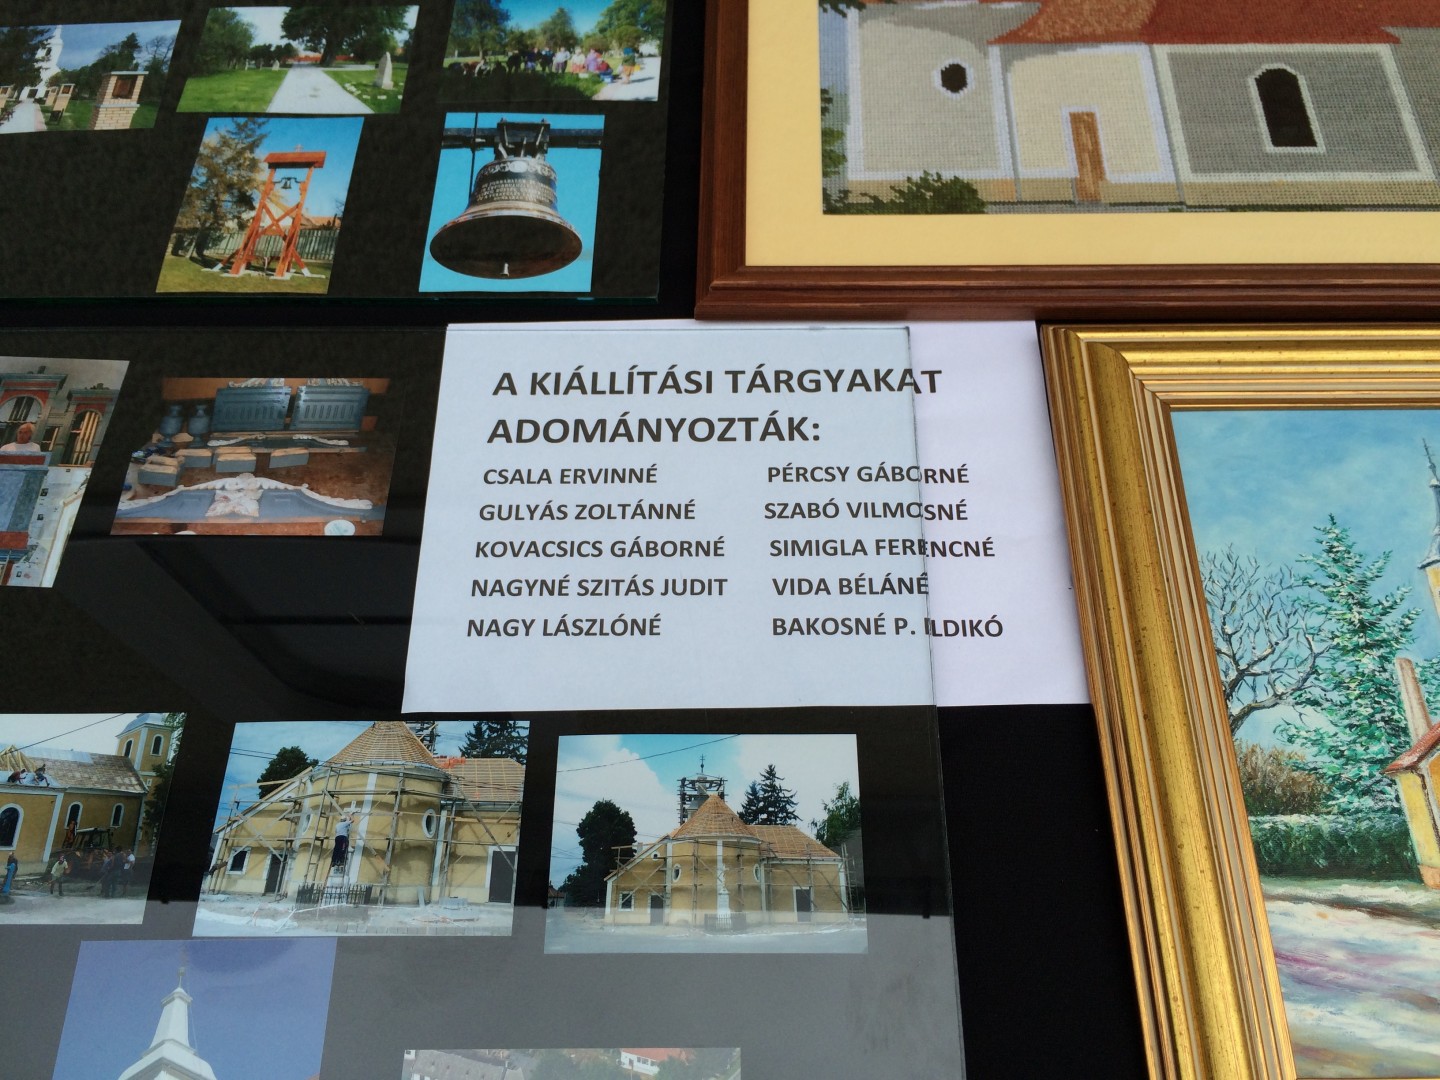 A KIÁLLÍTÁSI TÁRGYAKAT
ADOMÁNYOZTÁK:
CSALA ERVINNÉ
GULYÁS ZOLTÁNNÉ
KOVACSICS GÁBORNÉ
NAGYNÉ SZITÁS JUDIT
NAGY LÁSZLÓNÉ
PÉRCSY GÁBORNÉ
SZABÓ VILMOSNÉ
SIMIGLA FERENCNÉ
VIDA BÉLÁNÉ
BAKOSNÉ P. ILDIKÓ